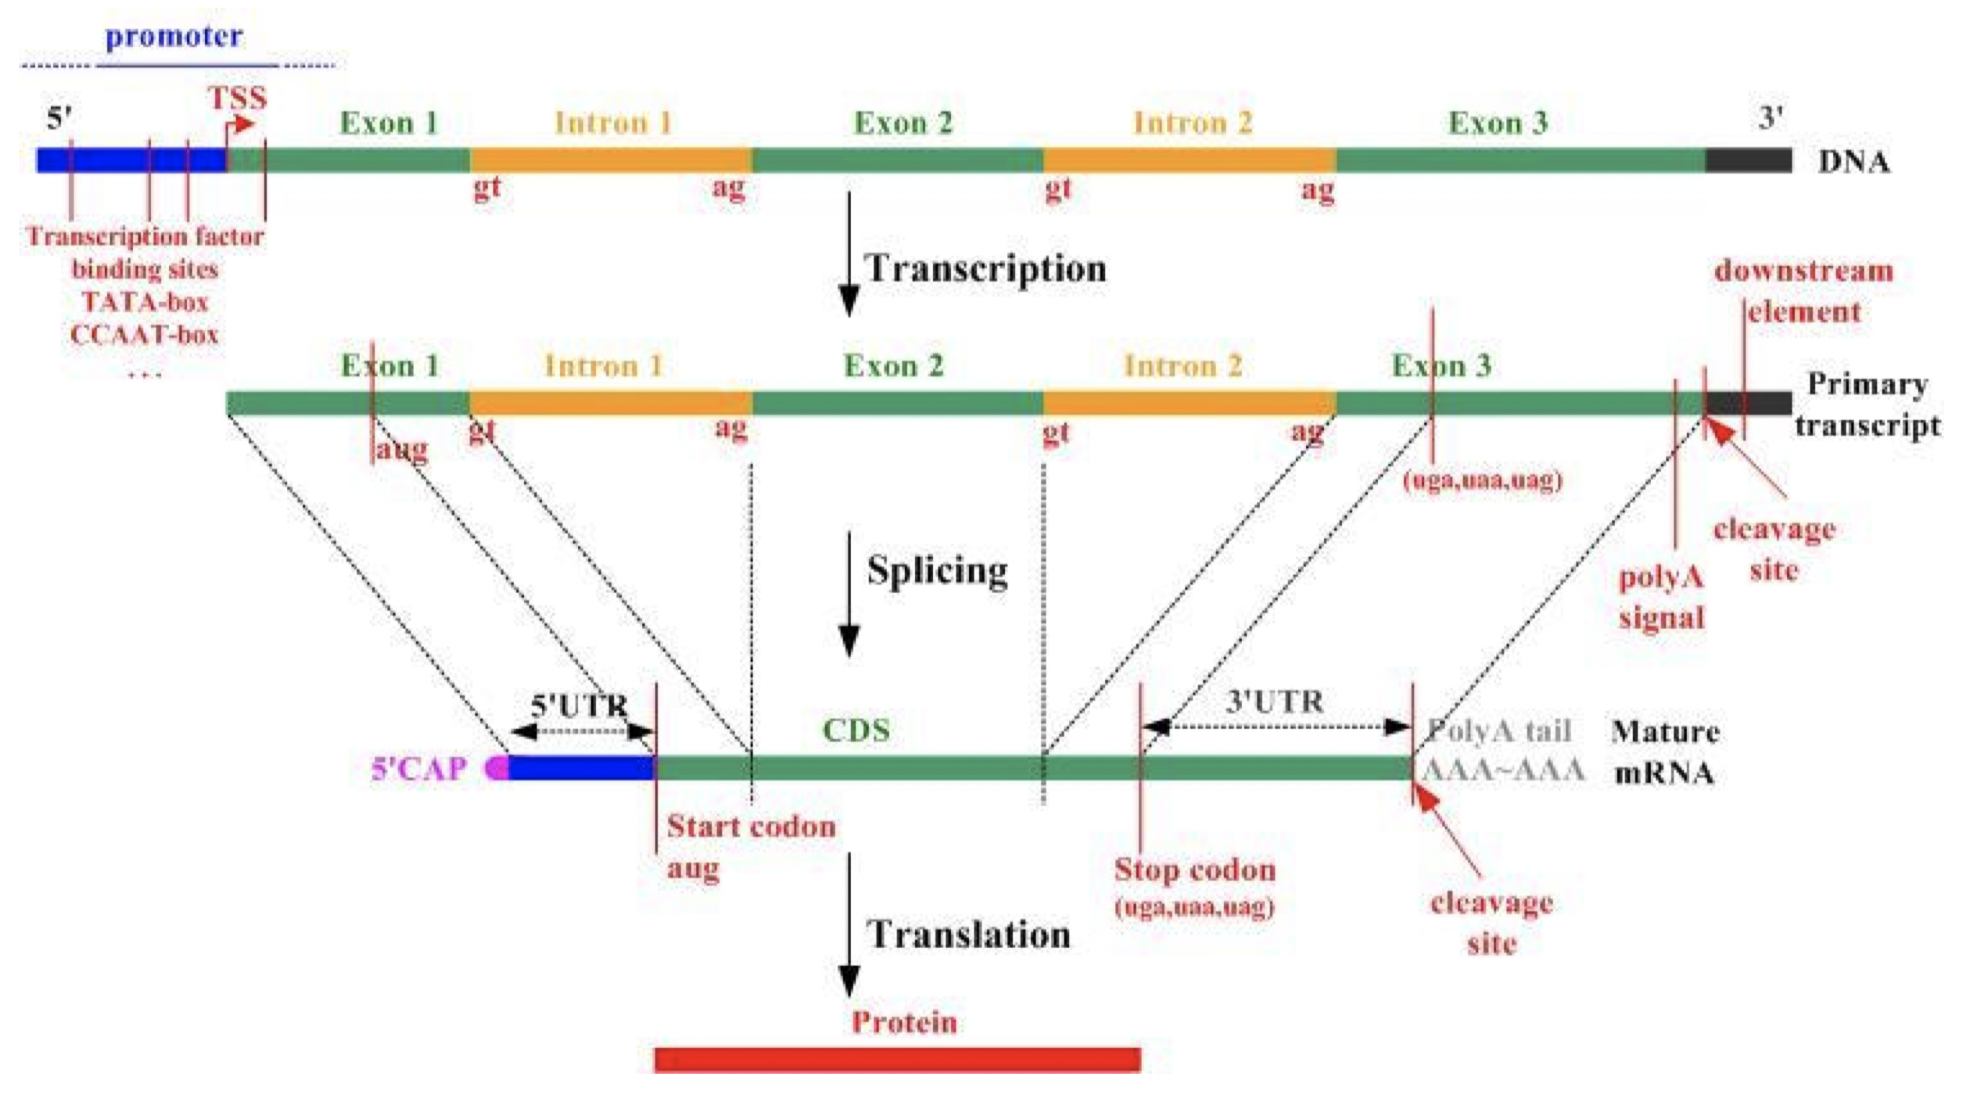 promoter
TSS
5' Exon 1 Intron 1 Exon 2 Intron 2 Exon 3 3'
DNA
gt ag gt ag
Transcription factor
binding sites
TATA-box
CCAAT-box
...
Transcription
downstream
element
Exon 1 Intron 1 Exon 2 Intron 2 Exon 3
Primary
transcript
aug gt ag gt ag
(uga,uaa,uag)
cleavage
site
polyA
signal
Splicing
5'UTR CDS 3'UTR
PolyA tail
AAA~AAA
Mature
mRNA
5'CAP
Start codon
aug
Stop codon
(uga,uaa,uag)
cleavage
site
Translation
Protein